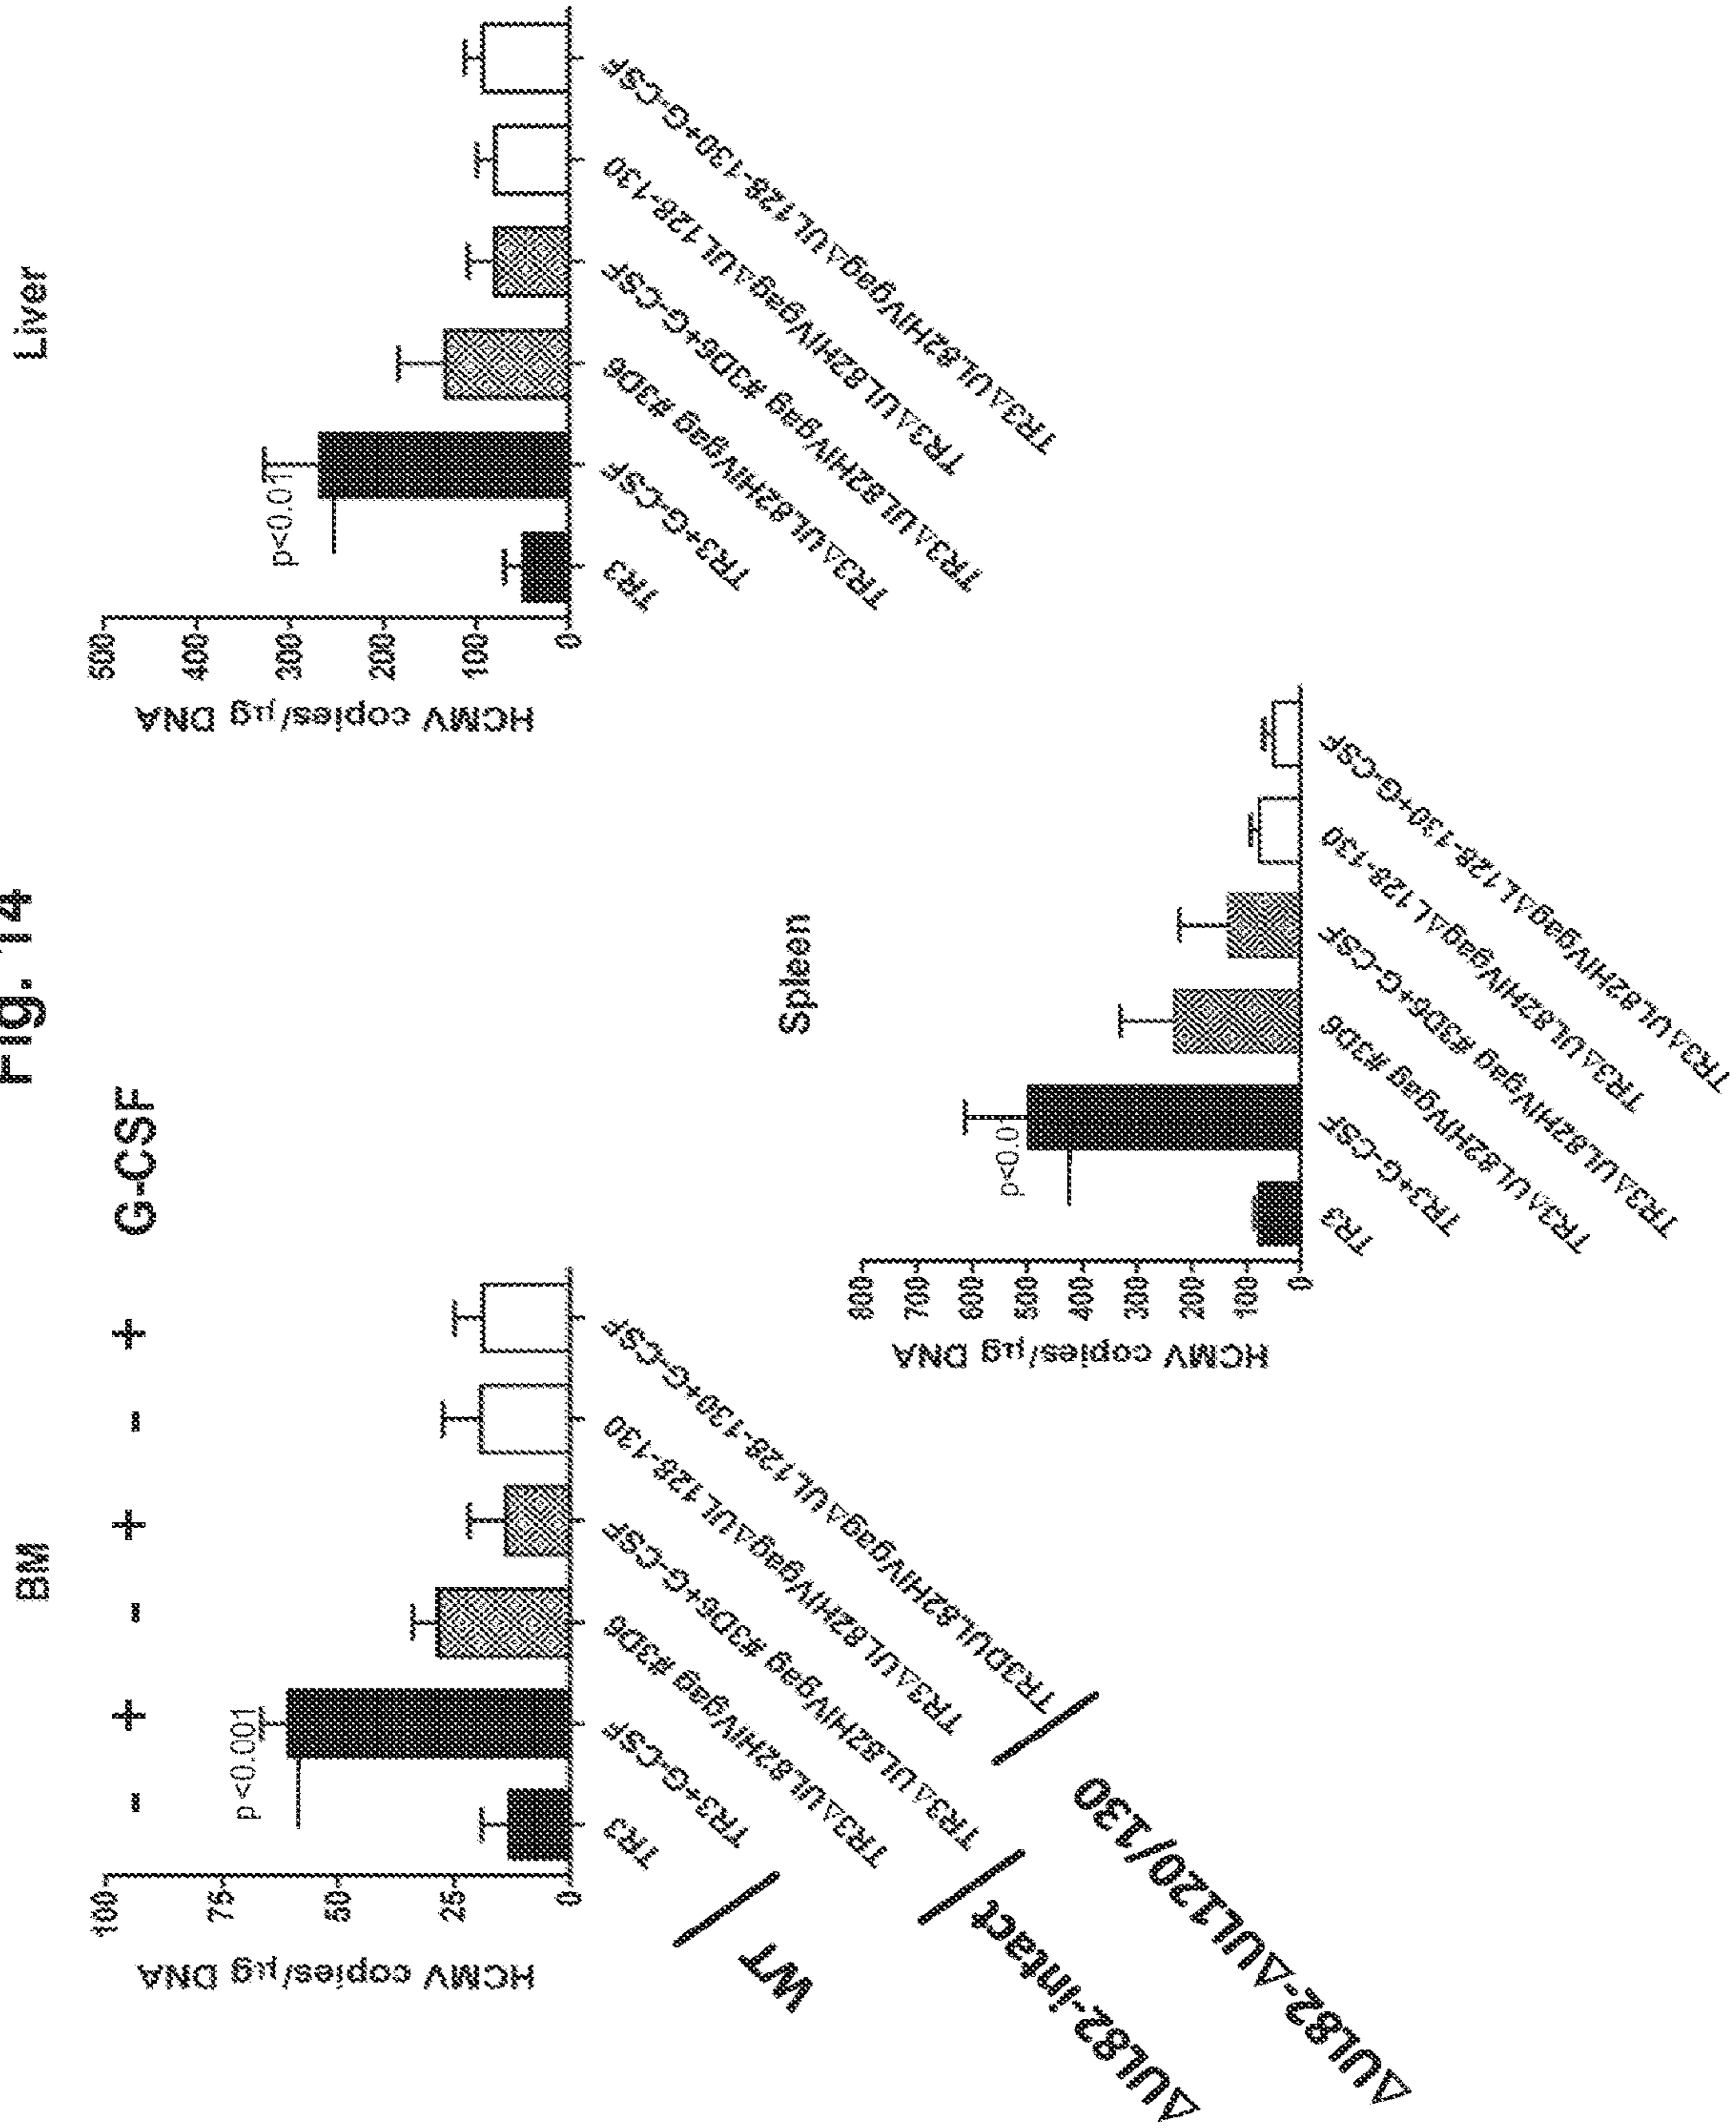 Fig. 14
BM
G-CSF
- + - + - +
p <0.001
HCMV copies/μg DNA
100
75
50
25
0
TR3
TR3+G-CSF
TR3ΔUL82HIVgag #3D6
TR3ΔUL82HIVgag #3D6+G-CSF
TR3ΔUL82HIVgagΔUL128-130
TR3DUL82HIVgagΔUL128-130+G-CSF
WT
ΔUL82-intact
ΔUL82-ΔUL120/130
Liver
p<0.01
HCMV copies/μg DNA
500
400
300
200
100
0
TR3
TR3+G-CSF
TR3ΔUL82HIVgag #3D6
TR3ΔUL82HIVgag #3D6+G-CSF
TR3ΔUL82HIVgagΔUL128-130
TR3ΔUL82HIVgagΔUL128-130+G-CSF
Spleen
p<0.01
HCMV copies/μg DNA
800
700
600
500
400
300
200
100
0
TR3
TR3+G-CSF
TR3ΔUL82HIVgag #3D6
TR3ΔUL82HIVgag #3D6+G-CSF
TR3ΔUL82HIVgagΔL128-130
TR3ΔUL82HIVgagΔL128-130+G-CSF